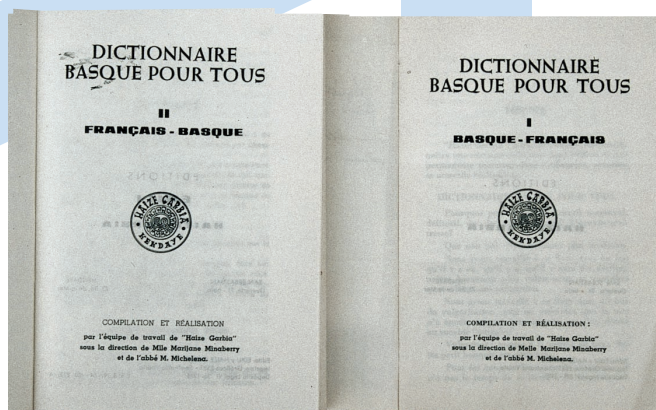 DICTIONNAIRE
BASQUE POUR TOUS
II
FRANÇAIS - BASQUE
HAIZE GARBIA
HENDAYE
COMPILATION ET RÉALISATION
par l'équipe de travail de "Haize Garbia"
sous la direction de Mlle Marijane Minaberry
et de l'abbé M. Michelena.
DICTIONNAIRE
BASQUE POUR TOUS
I
BASQUE - FRANÇAIS
HAIZE GARBIA
HENDAYE
COMPILATION ET RÉALISATION :
par l'équipe de travail de "Haize Garbia"
sous la direction de Melle Marijane Minaberry
et de l'abbé M. Michelena.